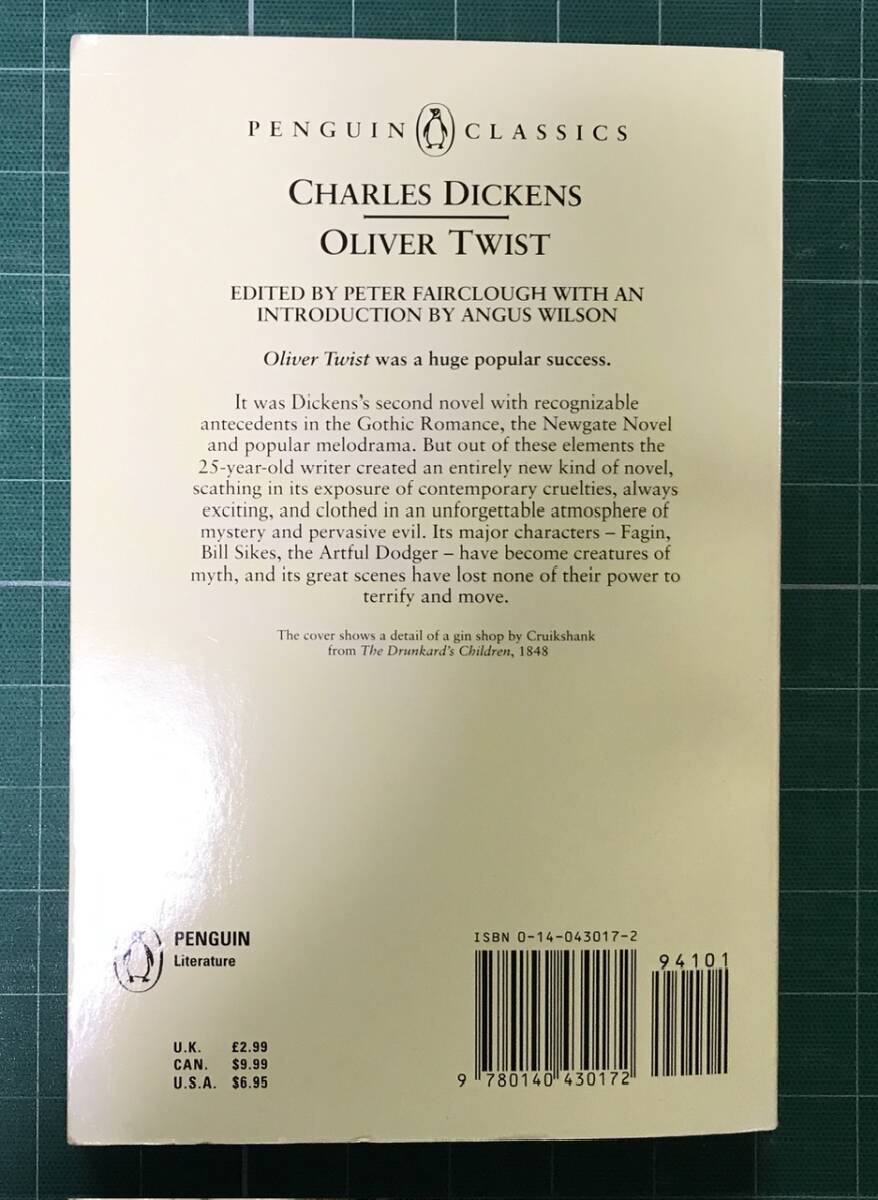 PENGUIN CLASSICS
CHARLES DICKENS
OLIVER TWIST
EDITED BY PETER FAIRCLOUGH WITH AN
INTRODUCTION BY ANGUS WILSON
Oliver Twist was a huge popular success.
It was Dickens's second novel with recognizable
antecedents in the Gothic Romance, the Newgate Novel
and popular melodrama. But out of these elements the
25-year-old writer created an entirely new kind of novel,
scathing in its exposure of contemporary cruelties, always
exciting, and clothed in an unforgettable atmosphere of
mystery and pervasive evil. Its major characters – Fagin,
Bill Sikes, the Artful Dodger – have become creatures of
myth, and its great scenes have lost none of their power to
terrify and move.
The cover shows a detail of a gin shop by Cruikshank
from The Drunkard's Children, 1848
PENGUIN
Literature
U.K. £2.99
CAN. $9.99
U.S.A. $6.95
ISBN 0-14-043017-2
94101
9 780140 430172